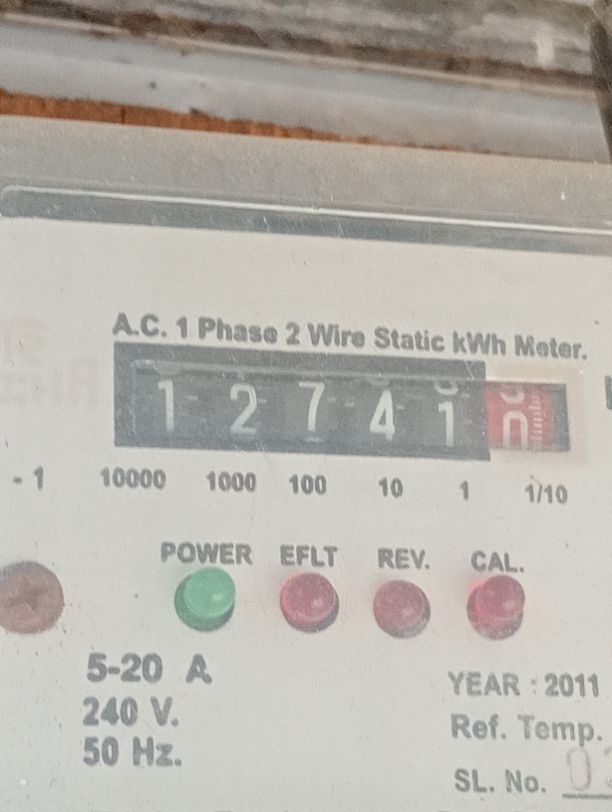 A.C. 1 Phase 2 Wire Static kWh Meter.
1 2 7 4 1
- 1 10000 1000 100 10 1 1/10
POWER EFLT REV. CAL.
5-20 A
240 V.
50 Hz.
YEAR : 2011
Ref. Temp.
SL. No.